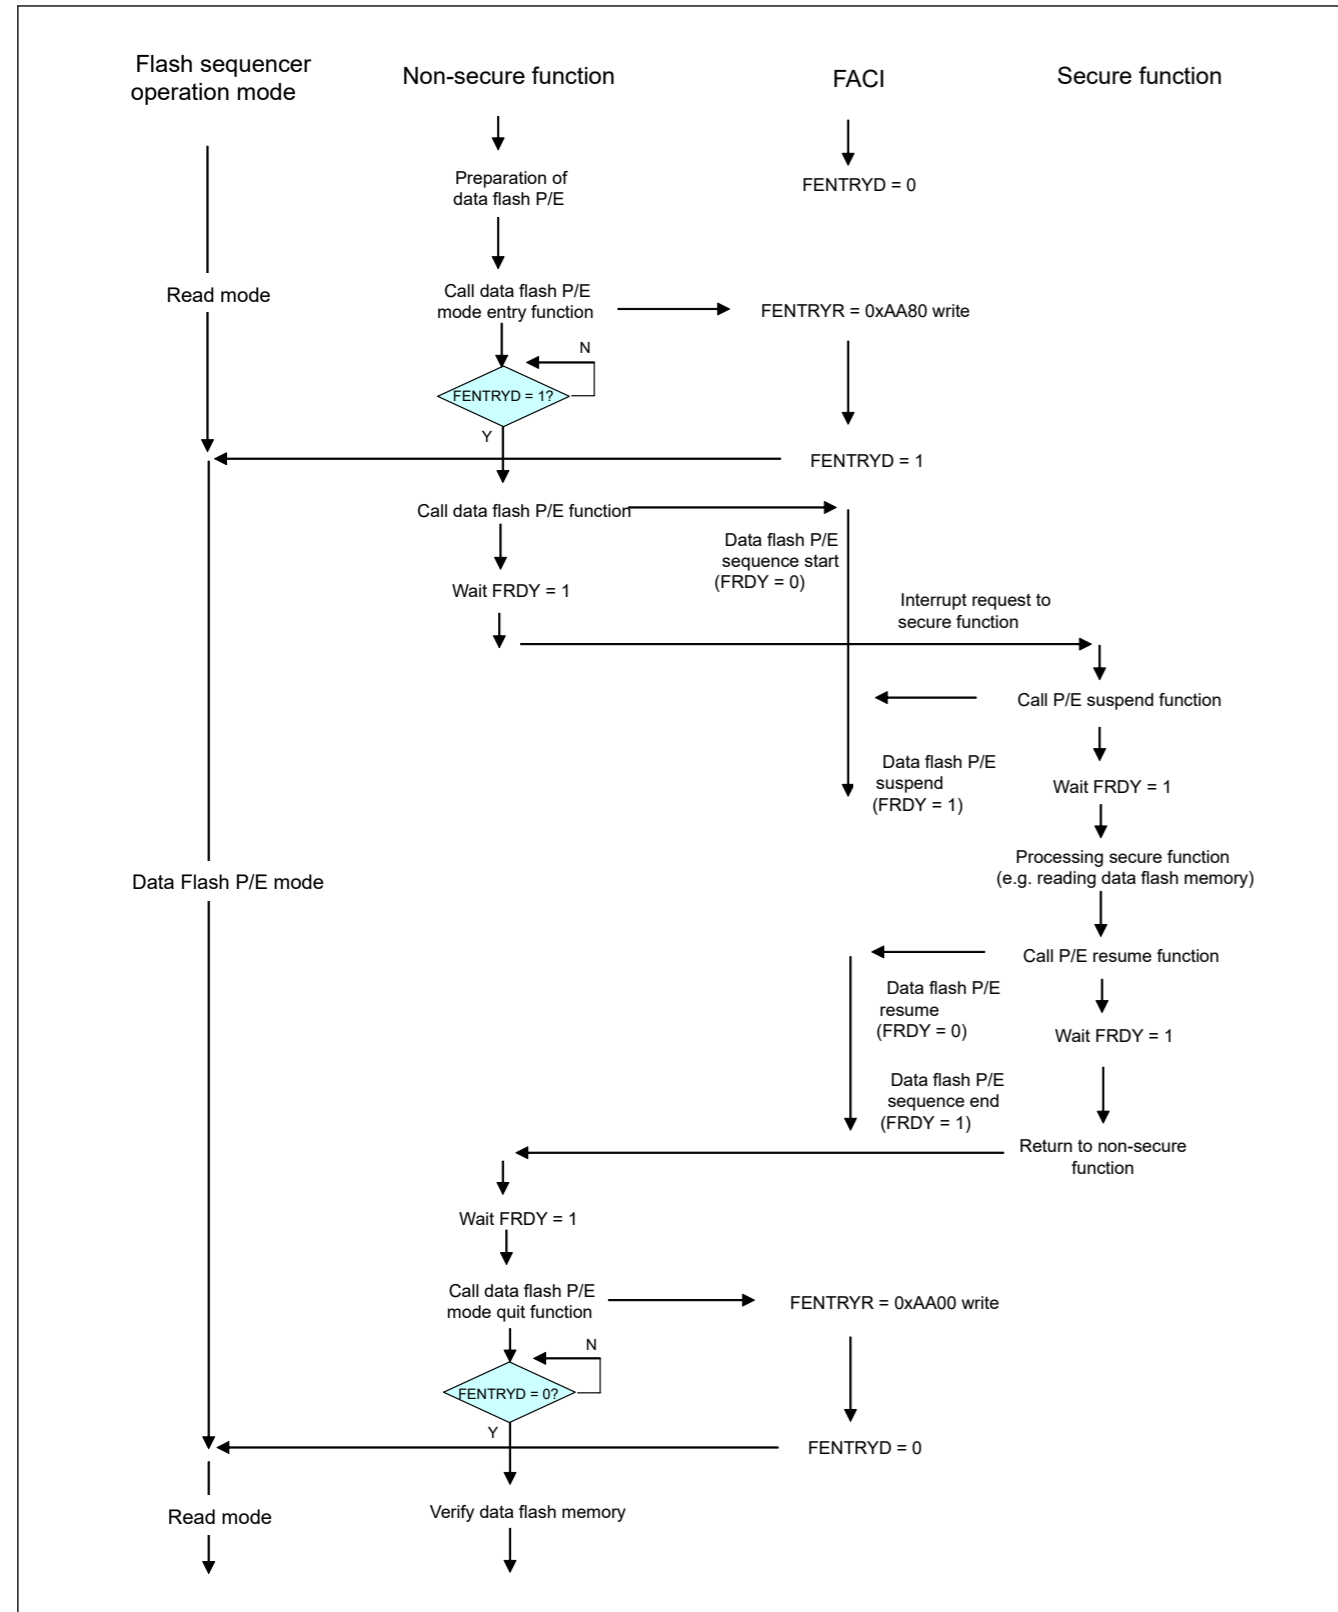 Flash sequencer
operation mode
Non-secure function
FACI
Secure function
Preparation of
data flash P/E
FENTRYD = 0
Read mode
Call data flash P/E
mode entry function
FENTRYR = 0xAA80 write
N
FENTRYD = 1?
Y
FENTRYD = 1
Call data flash P/E function
Data flash P/E
sequence start
(FRDY = 0)
Wait FRDY = 1
Interrupt request to
secure function
Call P/E suspend function
Data flash P/E
suspend
(FRDY = 1)
Wait FRDY = 1
Processing secure function
(e.g. reading data flash memory)
Data Flash P/E mode
Call P/E resume function
Data flash P/E
resume
(FRDY = 0)
Wait FRDY = 1
Data flash P/E
sequence end
(FRDY = 1)
Return to non-secure
function
Wait FRDY = 1
Call data flash P/E
mode quit function
FENTRYR = 0xAA00 write
N
FENTRYD = 0?
Y
FENTRYD = 0
Read mode
Verify data flash memory